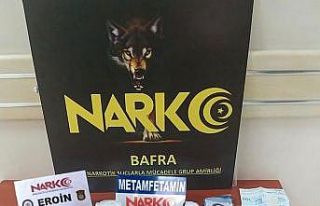 NARKO
BAFRA
NARKOTİK SUÇLARLA MÜCADELE GRUP AMİRLİĞİ
NARKO
EROİN
METAMFETAMİN
NARKO